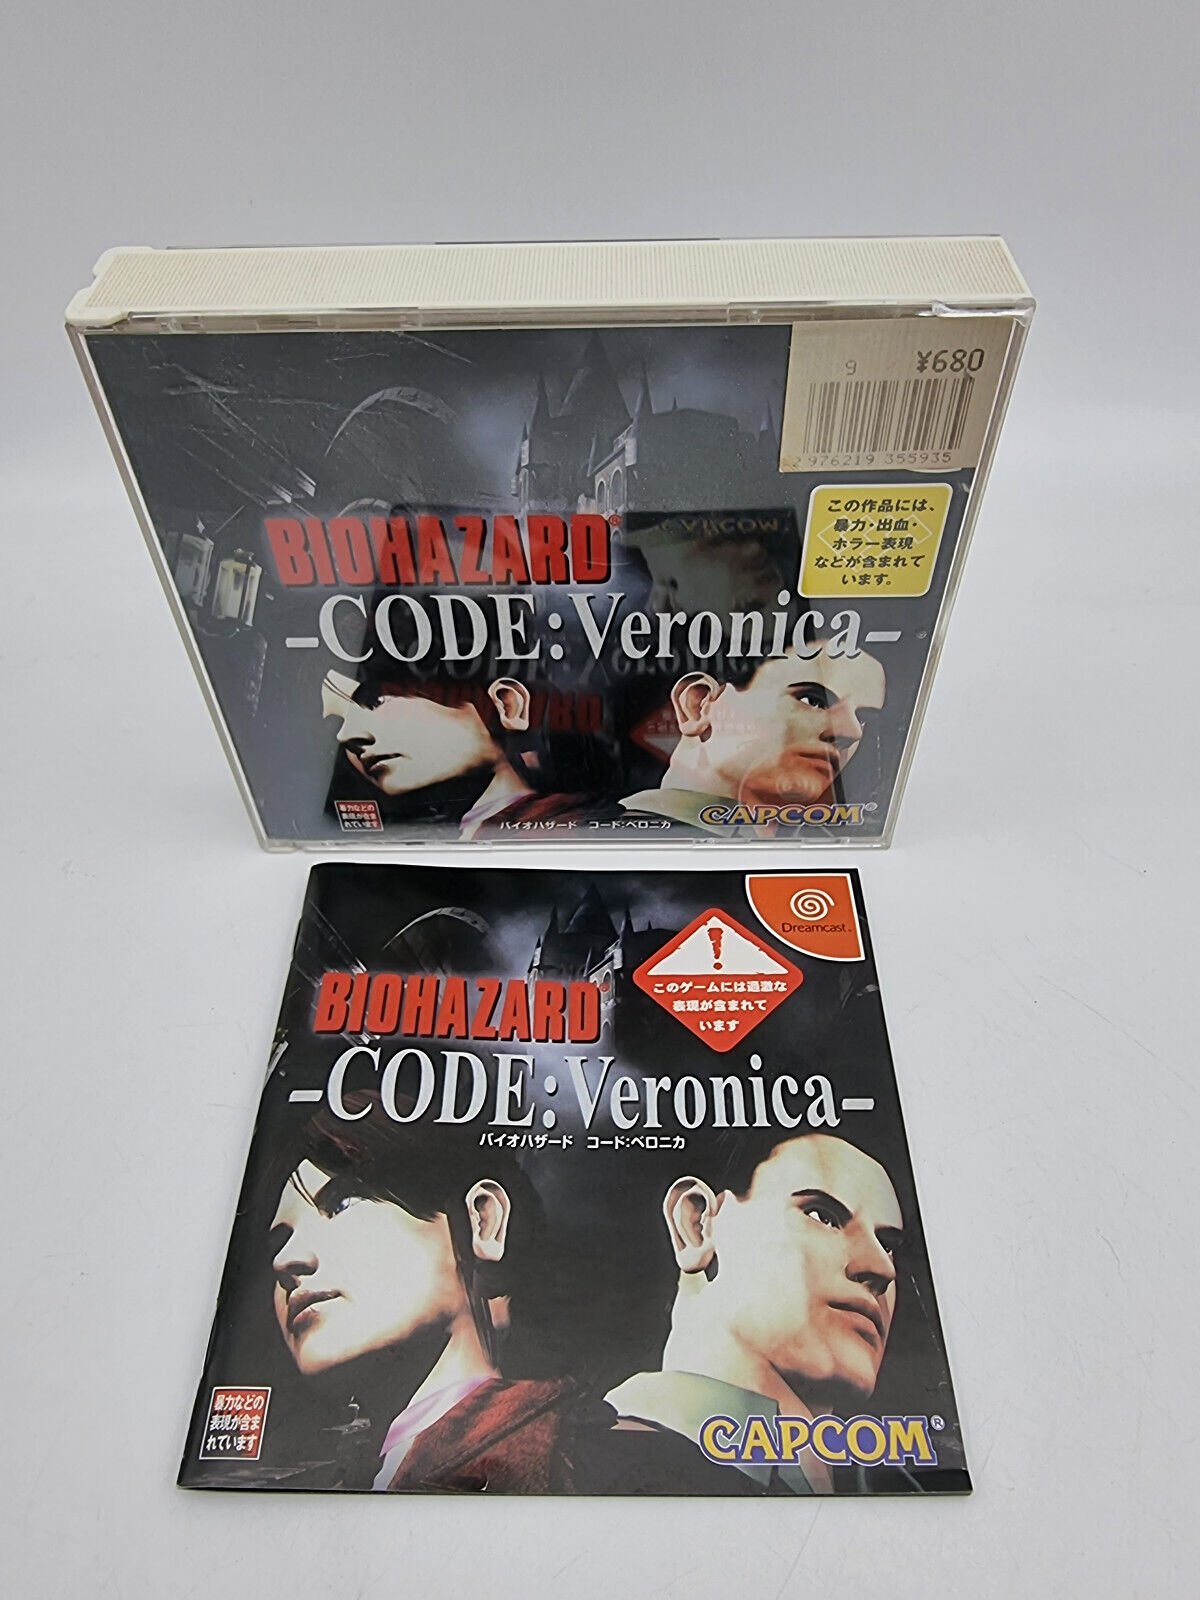 9 ¥680
2976219 355935
この作品には、
暴力・出血・
ホラー表現
などが含まれて
います。
BIOHAZARD®
CAPCOM
-CODE:Veronica-
暴力などの
表現が含ま
れています
バイオハザード コード:ベロニカ
CAPCOM®
Dreamcast
!
このゲームには過激な
表現が含まれて
います
BIOHAZARD®
-CODE:Veronica-
バイオハザード コード:ベロニカ
暴力などの
表現が含ま
れています
CAPCOM®